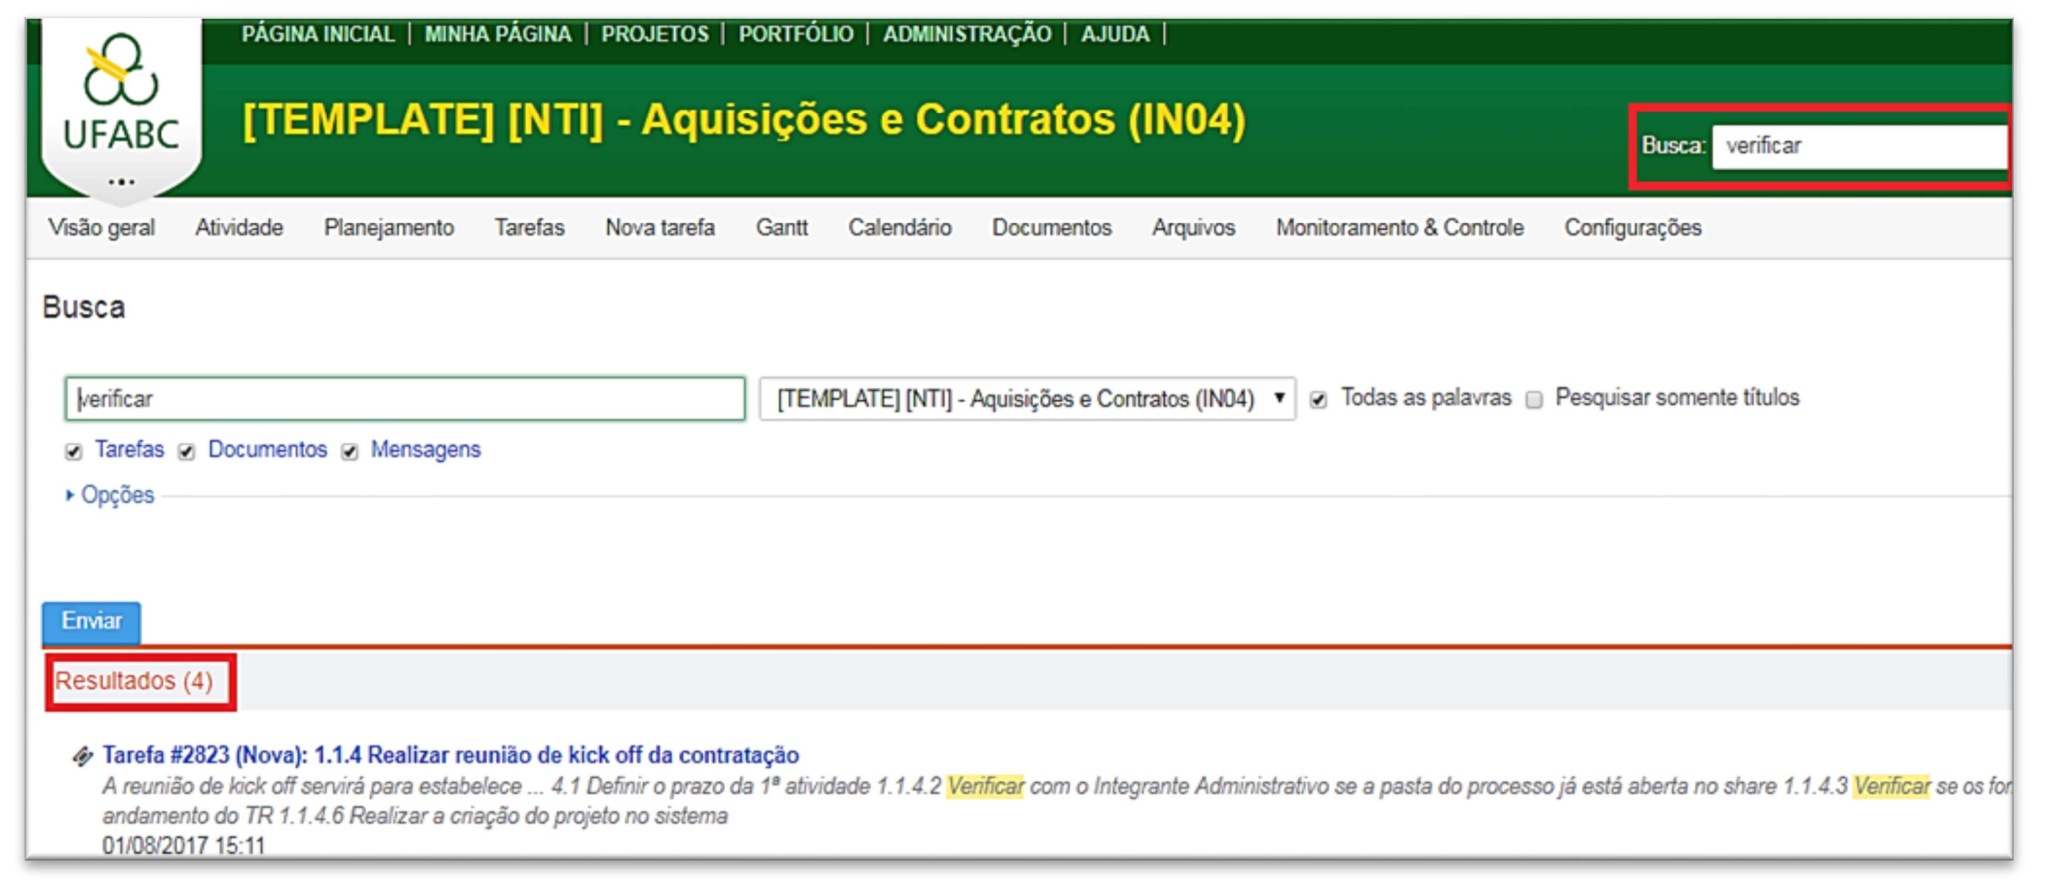 PÁGINA INICIAL | MINHA PÁGINA | PROJETOS | PORTFÓLIO | ADMINISTRAÇÃO | AJUDA |
UFABC
[TEMPLATE] [NTI] - Aquisições e Contratos (IN04)
Busca: verificar
Visão geral Atividade Planejamento Tarefas Nova tarefa Gantt Calendário Documentos Arquivos Monitoramento & Controle Configurações
Busca
verificar [TEMPLATE] [NTI] - Aquisições e Contratos (IN04) Todas as palavras Pesquisar somente títulos
Tarefas Documentos Mensagens
Opções
Enviar
Resultados (4)
Tarefa #2823 (Nova): 1.1.4 Realizar reunião de kick off da contratação
A reunião de kick off servirá para estabelece ... 4.1 Definir o prazo da 1ª atividade 1.1.4.2 Verificar com o Integrante Administrativo se a pasta do processo já está aberta no share 1.1.4.3 Verificar se os for
andamento do TR 1.1.4.6 Realizar a criação do projeto no sistema
01/08/2017 15:11